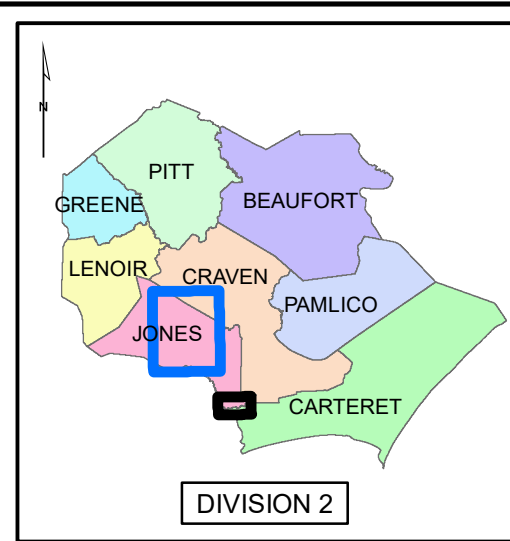 N
PITT
GREENE
BEAUFORT
LENOIR
CRAVEN
PAMLICO
JONES
CARTERET
DIVISION 2